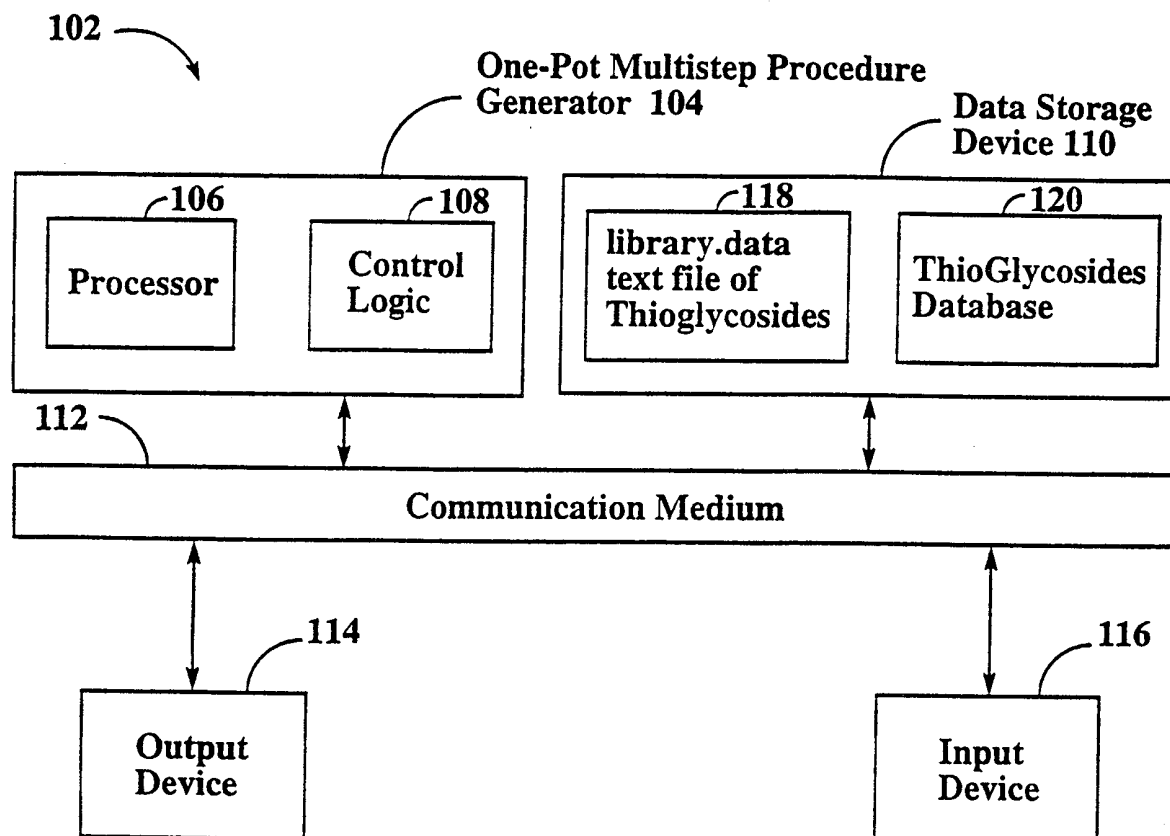 102
One-Pot Multistep Procedure
Generator 104
Data Storage
Device 110
106
108
118
120
Processor
Control
Logic
library.data
text file of
Thioglycosides
ThioGlycosides
Database
112
Communication Medium
114
116
Output
Device
Input
Device